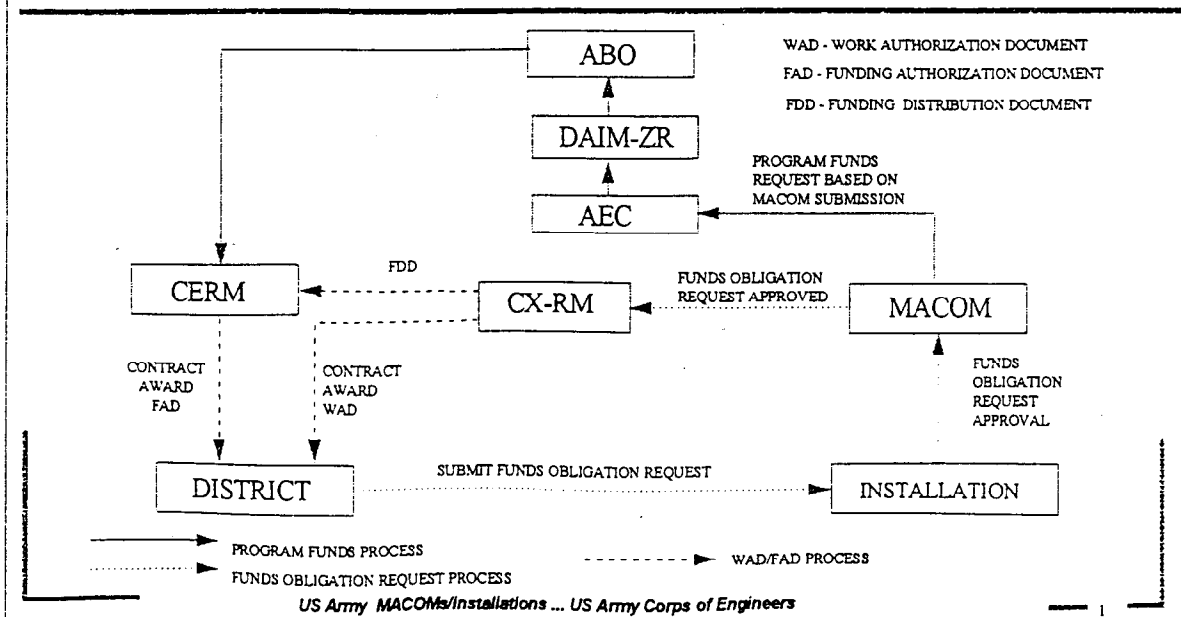 ABO
WAD - WORK AUTHORIZATION DOCUMENT
FAD - FUNDING AUTHORIZATION DOCUMENT
FDD - FUNDING DISTRIBUTION DOCUMENT
DAIM-ZR
PROGRAM FUNDS
REQUEST BASED ON
MACOM SUBMISSION
AEC
CERM
FDD
CX-RM
FUNDS OBLIGATION
REQUEST APPROVED
MACOM
CONTRACT
AWARD
FAD
CONTRACT
AWARD
WAD
FUNDS
OBLIGATION
REQUEST
APPROVAL
DISTRICT
SUBMIT FUNDS OBLIGATION REQUEST
INSTALLATION
PROGRAM FUNDS PROCESS
WAD/FAD PROCESS
FUNDS OBLIGATION REQUEST PROCESS
US Army MACOMs/Installations ... US Army Corps of Engineers
1